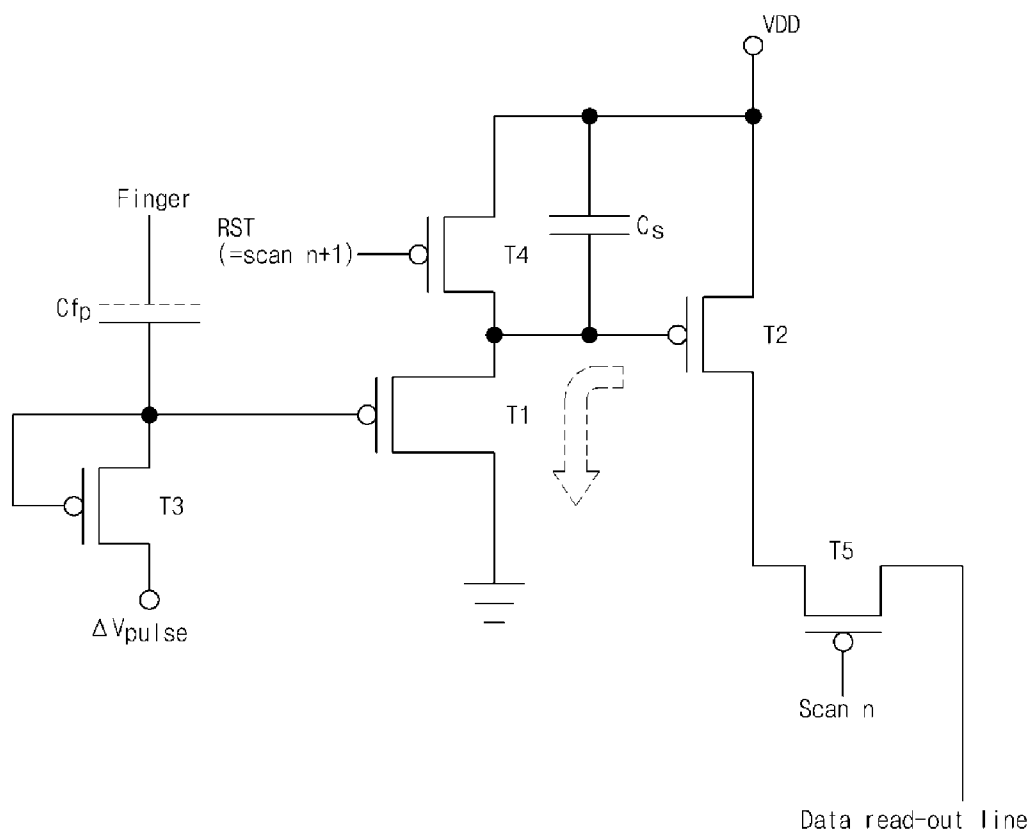 VDD
Finger
RST
(=scan n+1)
T4
Cs
Cfp
T2
T1
T3
ΔVpulse
T5
Scan n
Data read-out line